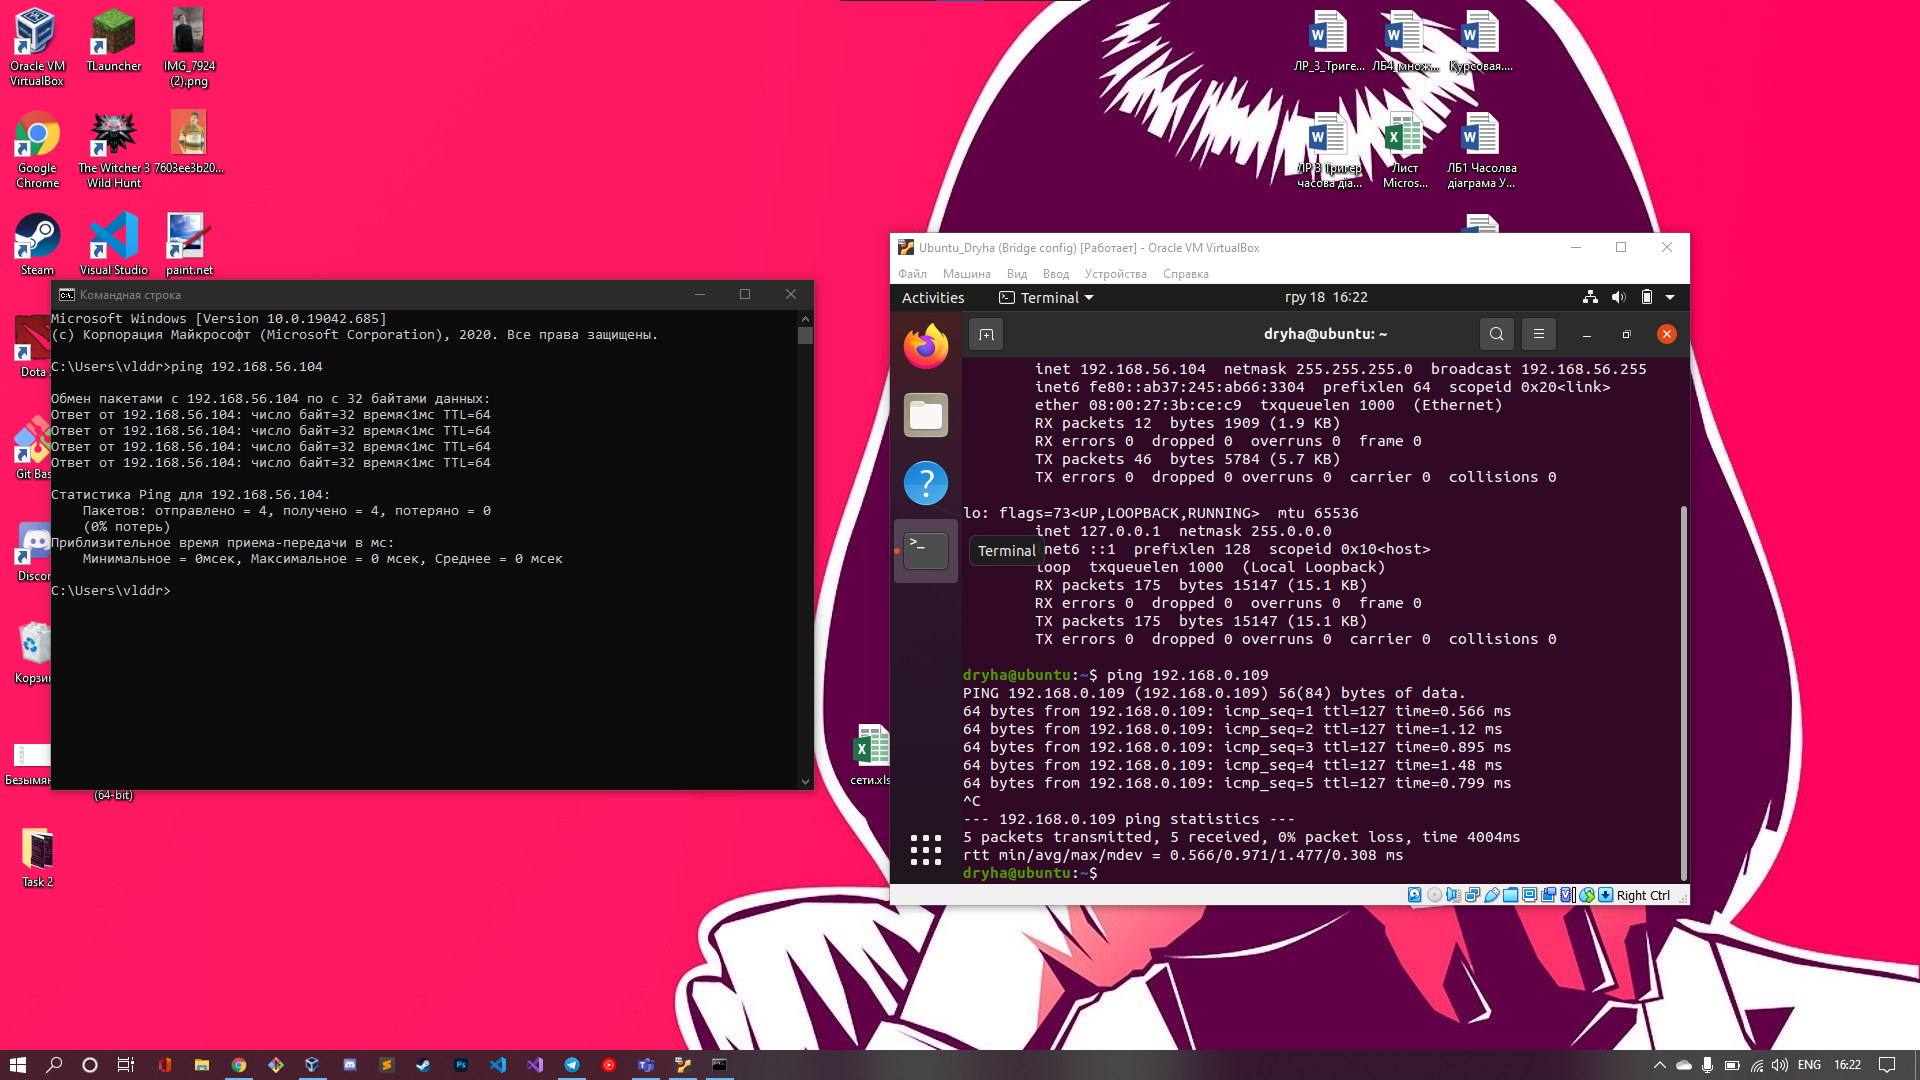 Oracle VM
VirtualBox
TLauncher
IMG_7924
(2).png
Google
Chrome
The Witcher 3
Wild Hunt
7603ee3b20...
Steam
Visual Studio
paint.net
Dota
Git Bas
Discor
Корзин
Безымян
(64-bit)
Task 2
ЛР_3_Триге...
ЛБ4_множ...
Курсовая....
ЛР 3 Тригер
часова діа...
Лист
Micros...
ЛБ1 Часолва
діаграма У...
сети.xls
Командная строка
Microsoft Windows [Version 10.0.19042.685]
(c) Корпорация Майкрософт (Microsoft Corporation), 2020. Все права защищены.
C:\Users\vlddr>ping 192.168.56.104
Обмен пакетами с 192.168.56.104 по с 32 байтами данных:
Ответ от 192.168.56.104: число байт=32 время<1мс TTL=64
Ответ от 192.168.56.104: число байт=32 время<1мс TTL=64
Ответ от 192.168.56.104: число байт=32 время<1мс TTL=64
Ответ от 192.168.56.104: число байт=32 время<1мс TTL=64
Статистика Ping для 192.168.56.104:
Пакетов: отправлено = 4, получено = 4, потеряно = 0
(0% потерь)
Приблизительное время приема-передачи в мс:
Минимальное = 0мсек, Максимальное = 0 мсек, Среднее = 0 мсек
C:\Users\vlddr>
Ubuntu_Dryha (Bridge config) [Работает] - Oracle VM VirtualBox
Файл Машина Вид Ввод Устройства Справка
Activities Terminal гру 18 16:22
dryha@ubuntu: ~
inet 192.168.56.104 netmask 255.255.255.0 broadcast 192.168.56.255
inet6 fe80::ab37:245:ab66:3304 prefixlen 64 scopeid 0x20<link>
ether 08:00:27:3b:ce:c9 txqueuelen 1000 (Ethernet)
RX packets 12 bytes 1909 (1.9 KB)
RX errors 0 dropped 0 overruns 0 frame 0
TX packets 46 bytes 5784 (5.7 KB)
TX errors 0 dropped 0 overruns 0 carrier 0 collisions 0
lo: flags=73<UP,LOOPBACK,RUNNING> mtu 65536
inet 127.0.0.1 netmask 255.0.0.0
Terminal
inet6 ::1 prefixlen 128 scopeid 0x10<host>
loop txqueuelen 1000 (Local Loopback)
RX packets 175 bytes 15147 (15.1 KB)
RX errors 0 dropped 0 overruns 0 frame 0
TX packets 175 bytes 15147 (15.1 KB)
TX errors 0 dropped 0 overruns 0 carrier 0 collisions 0
dryha@ubuntu:~$ ping 192.168.0.109
PING 192.168.0.109 (192.168.0.109) 56(84) bytes of data.
64 bytes from 192.168.0.109: icmp_seq=1 ttl=127 time=0.566 ms
64 bytes from 192.168.0.109: icmp_seq=2 ttl=127 time=1.12 ms
64 bytes from 192.168.0.109: icmp_seq=3 ttl=127 time=0.895 ms
64 bytes from 192.168.0.109: icmp_seq=4 ttl=127 time=1.48 ms
64 bytes from 192.168.0.109: icmp_seq=5 ttl=127 time=0.799 ms
^C
--- 192.168.0.109 ping statistics ---
5 packets transmitted, 5 received, 0% packet loss, time 4004ms
rtt min/avg/max/mdev = 0.566/0.971/1.477/0.308 ms
dryha@ubuntu:~$
Right Ctrl
ENG 16:22